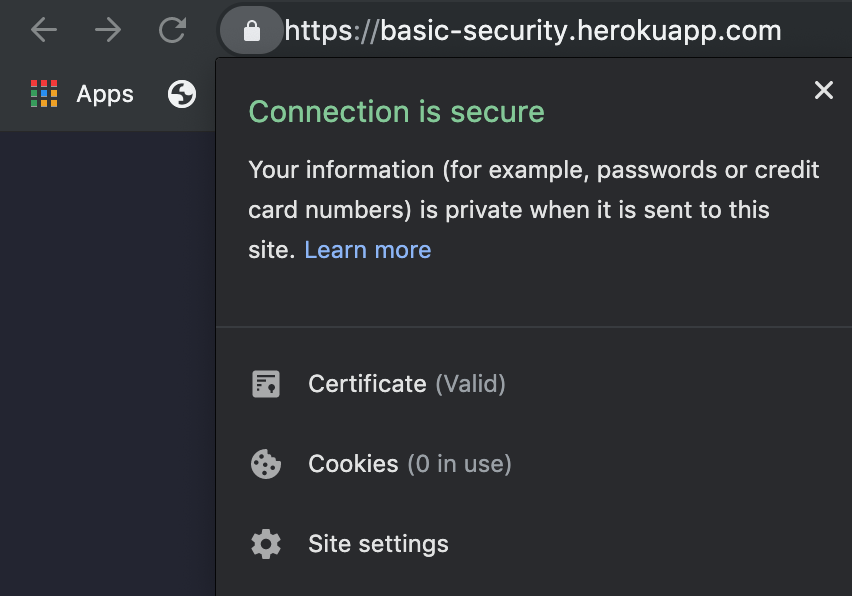 https://basic-security.herokuapp.com
Apps
Connection is secure
Your information (for example, passwords or credit
card numbers) is private when it is sent to this
site. Learn more
Certificate (Valid)
Cookies (0 in use)
Site settings